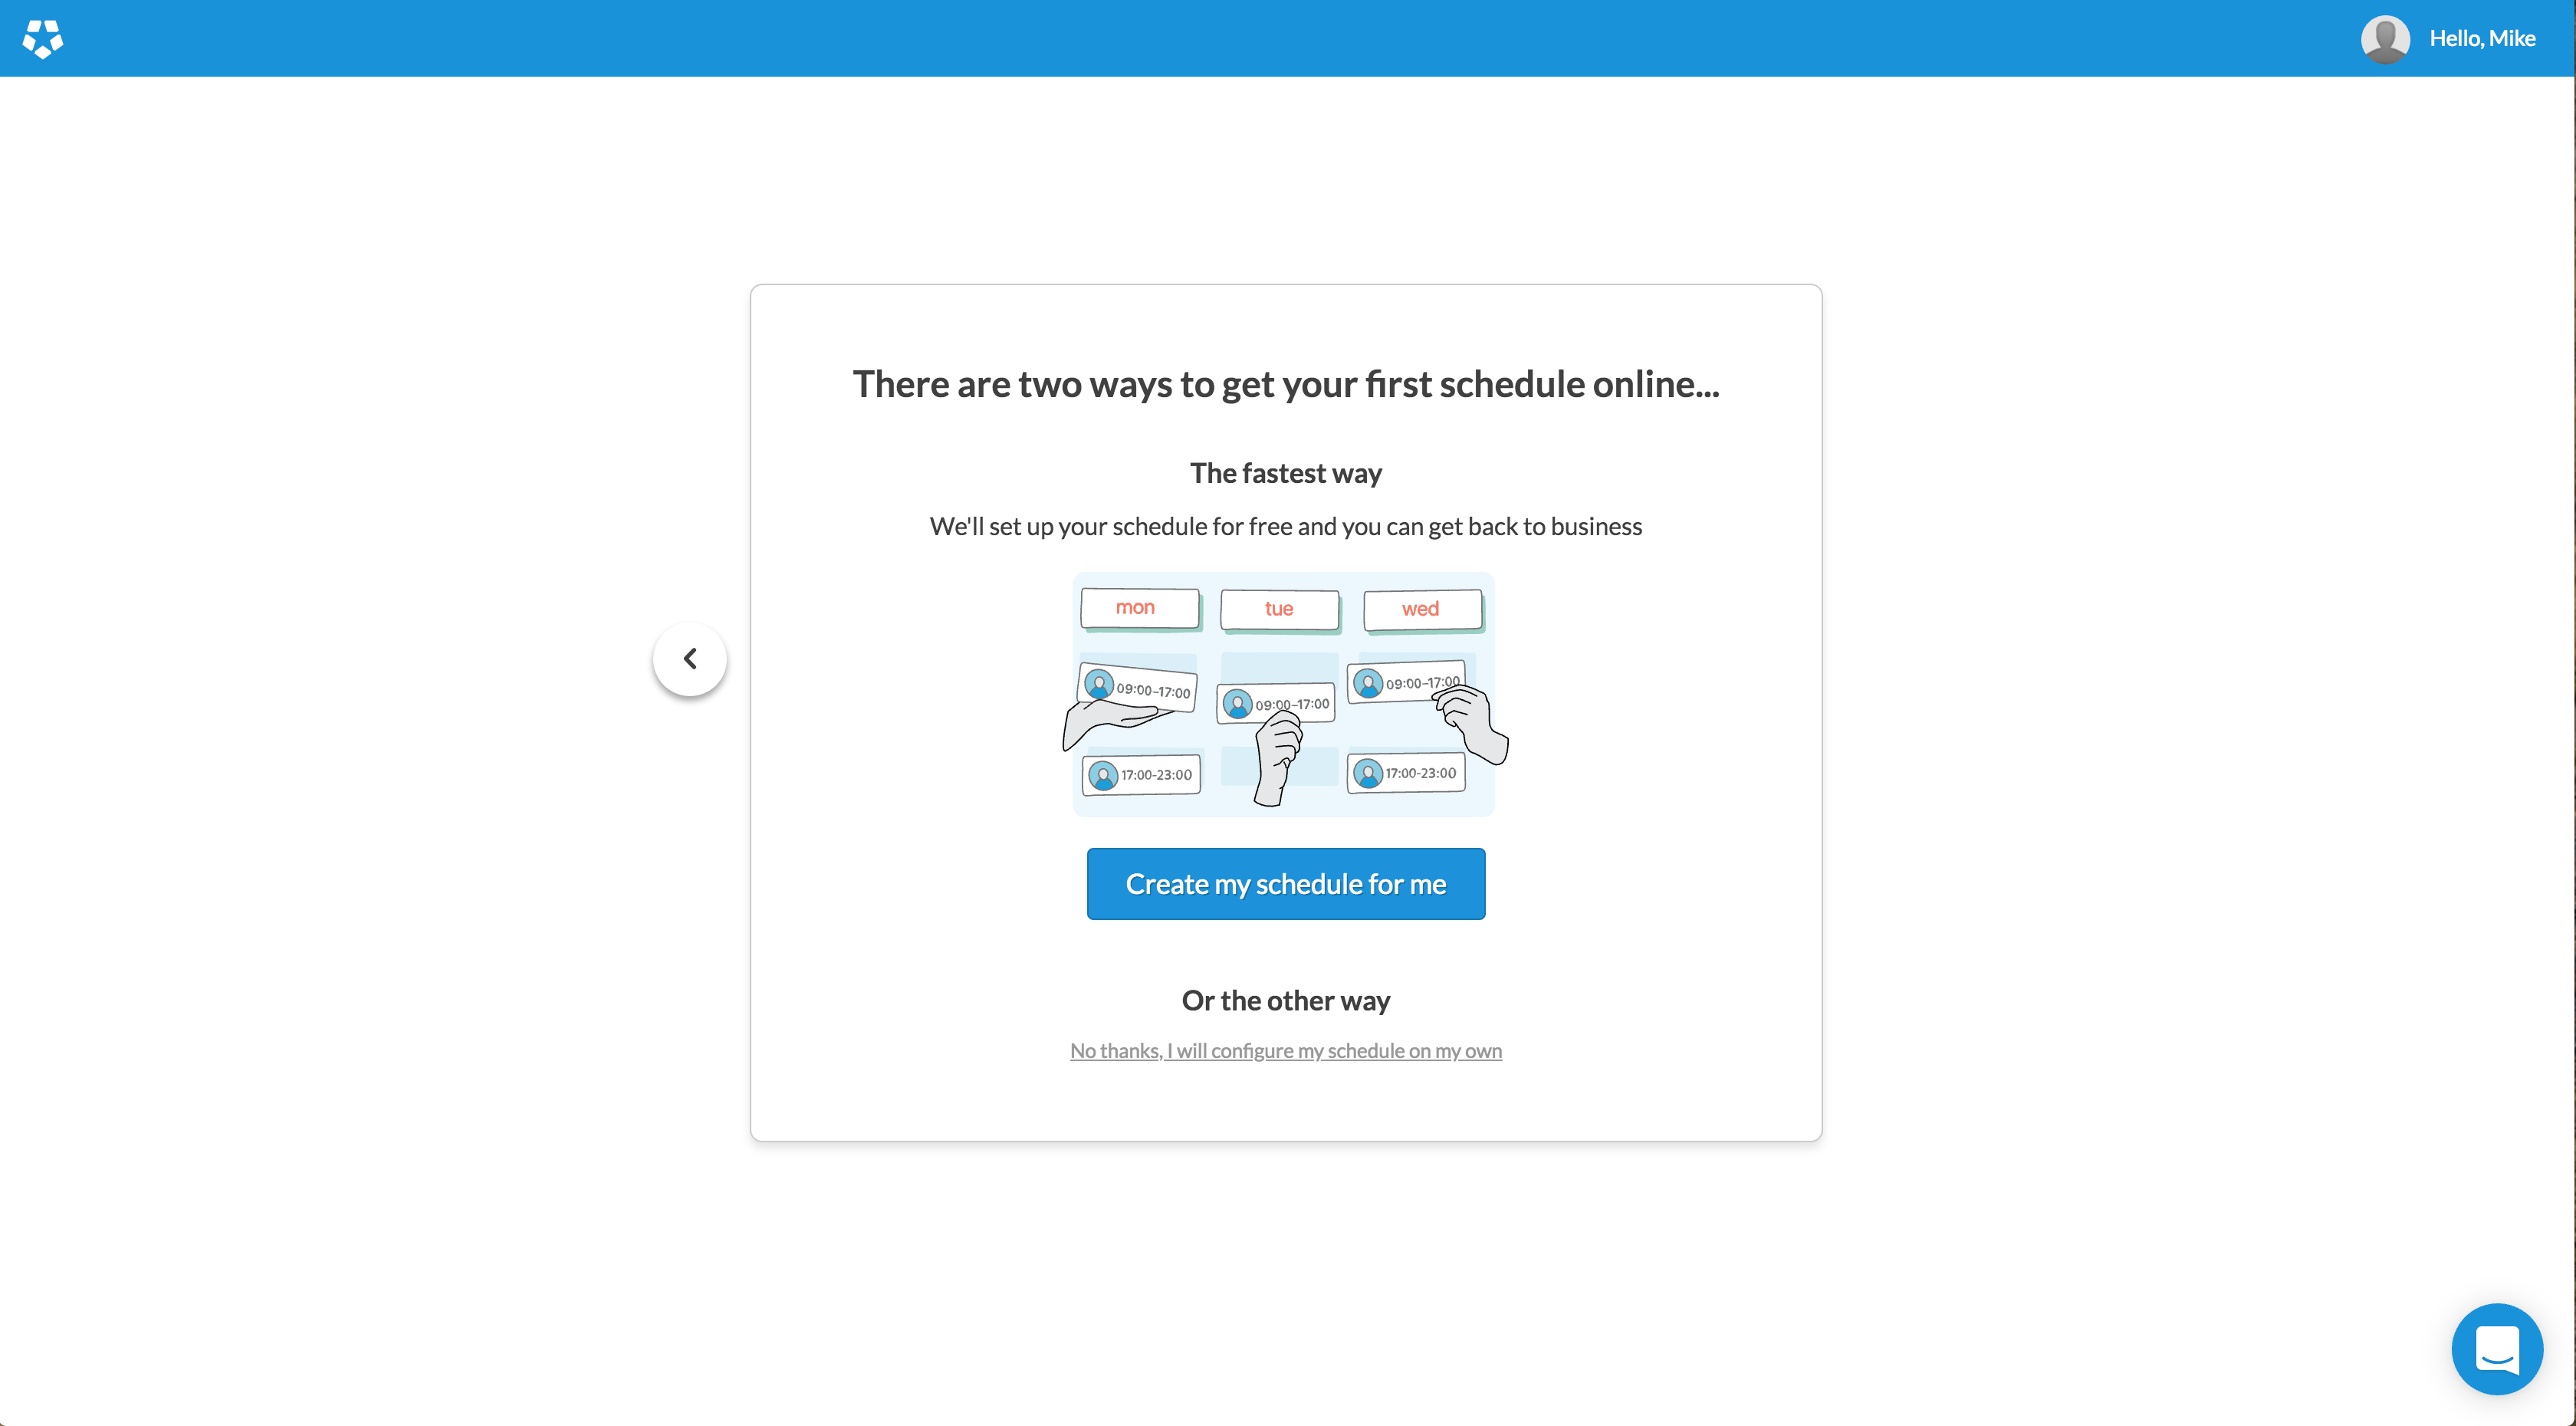 Hello, Mike
There are two ways to get your first schedule online...
The fastest way
We'll set up your schedule for free and you can get back to business
mon tue wed
09:00-17:00 09:00-17:00 09:00-17:00
17:00-23:00 17:00-23:00
Create my schedule for me
Or the other way
No thanks, I will configure my schedule on my own